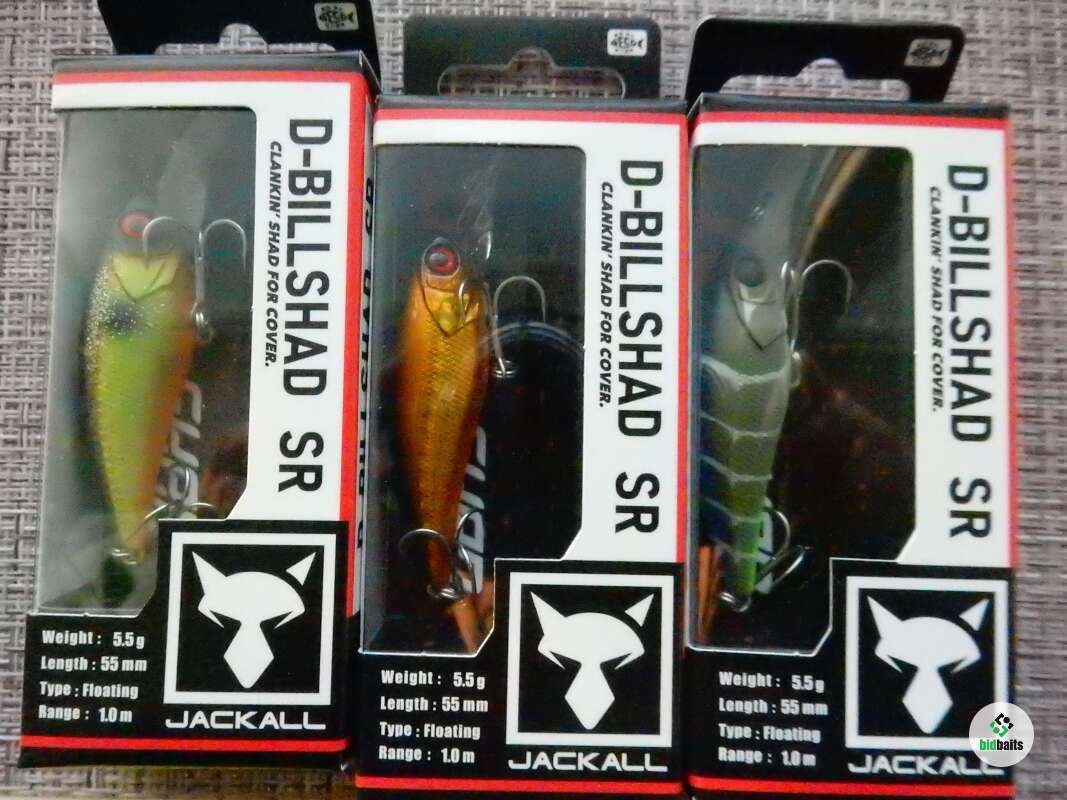 D-BILLSHAD SR
CLANKIN' SHAD FOR COVER.
Weight : 5.5g
Length : 55 mm
Type : Floating
Range : 1.0 m
JACKALL
D-BILLSHAD SR
CLANKIN' SHAD FOR COVER.
Weight : 5.5g
Length : 55 mm
Type : Floating
Range : 1.0 m
JACKALL
D-BILLSHAD SR
CLANKIN' SHAD FOR COVER.
Weight : 5.5g
Length : 55 mm
Type : Floating
Range : 1.0 m
JACKALL
bidbaits